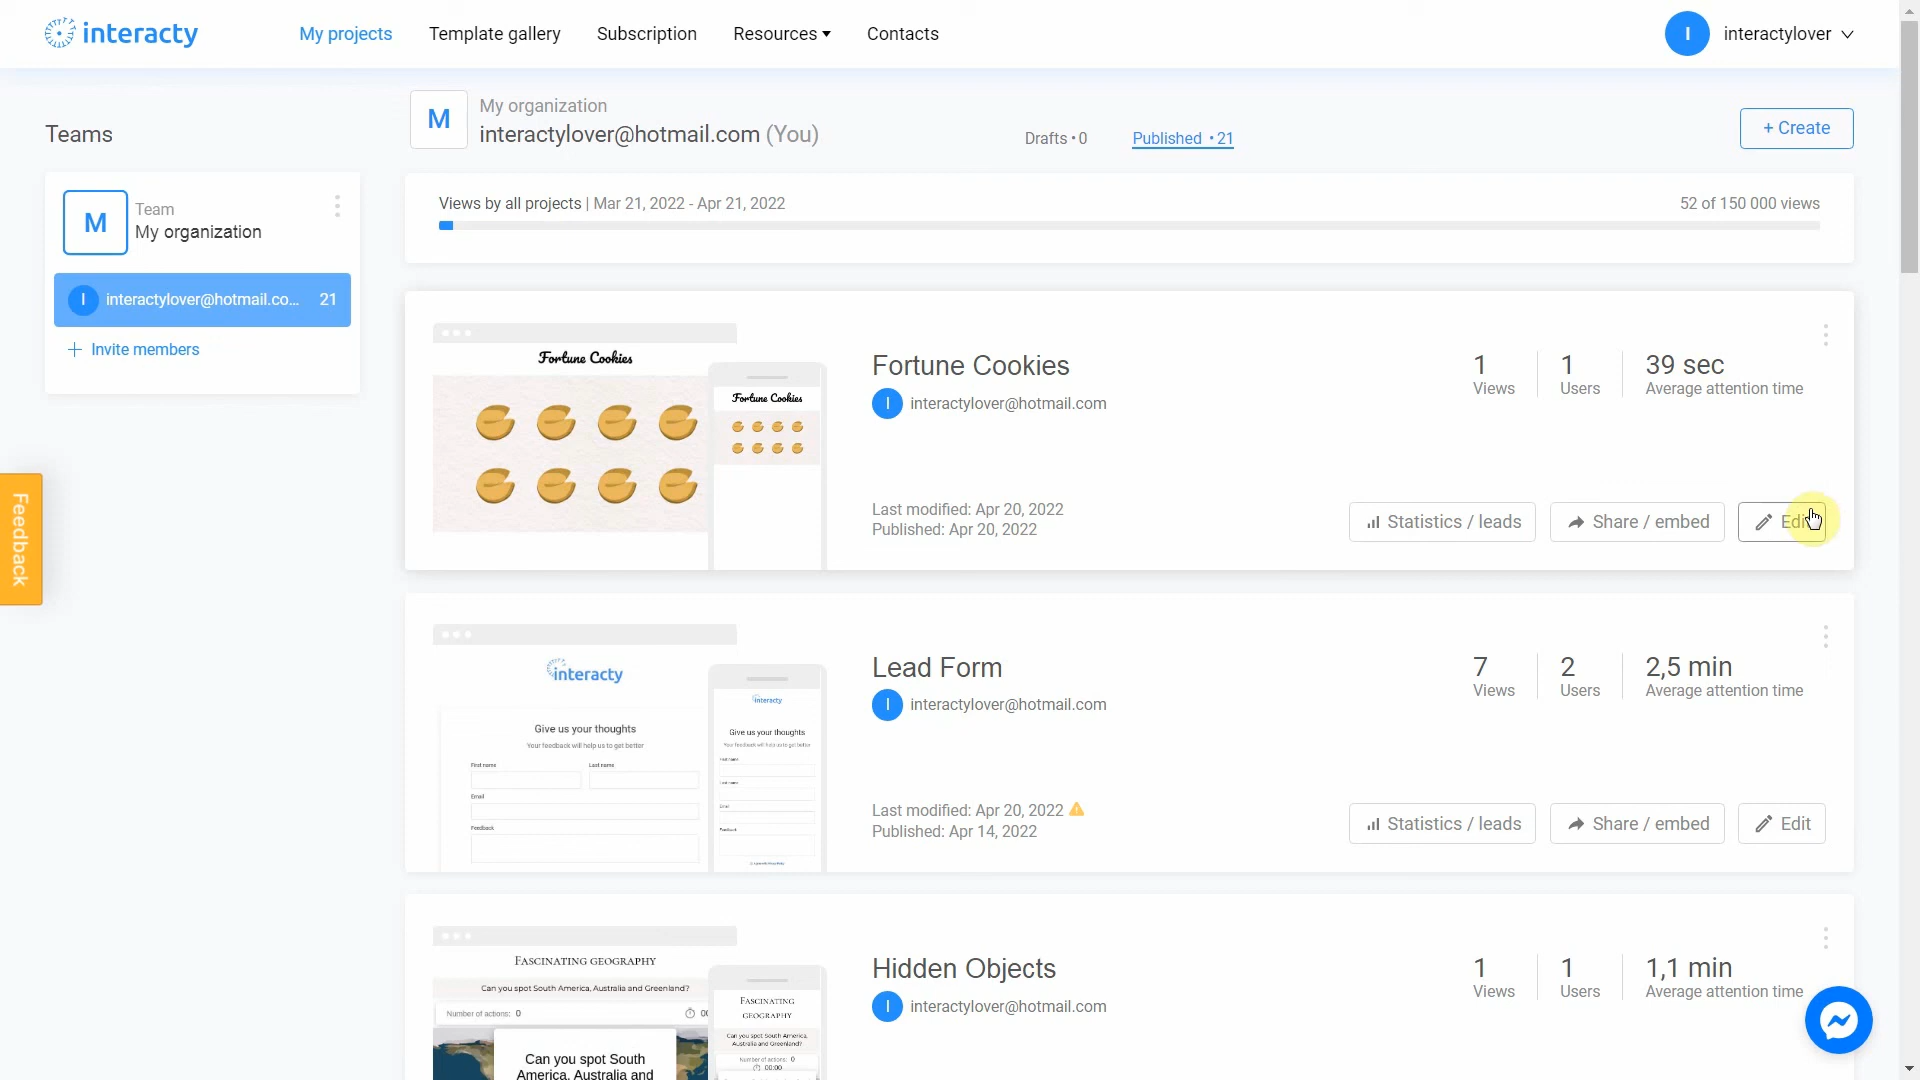 interacty
My projects
Template gallery
Subscription
Resources
Contacts
I
interactylover
Teams
M
My organization
interactylover@hotmail.com (You)
Drafts • 0
Published • 21
+ Create
M
Team
My organization
I
interactylover@hotmail.co...
21
+ Invite members
Feedback
Views by all projects | Mar 21, 2022 - Apr 21, 2022
52 of 150 000 views
Fortune Cookies
Fortune Cookies
Fortune Cookies
I
interactylover@hotmail.com
1
Views
1
Users
39 sec
Average attention time
Last modified: Apr 20, 2022
Published: Apr 20, 2022
Statistics / leads
Share / embed
Edit
interacty
Give us your thoughts
Your feedback will help us to get better
First name
Last name
Email
Feedback
interacty
Give us your thoughts
Your feedback will help us to get better
First name
Last name
Email
Feedback
Lead Form
I
interactylover@hotmail.com
7
Views
2
Users
2,5 min
Average attention time
Last modified: Apr 20, 2022
Published: Apr 14, 2022
Statistics / leads
Share / embed
Edit
Fascinating geography
Can you spot South America, Australia and Greenland?
Number of actions: 0
Can you spot South
America, Australia and
Fascinating
geography
Can you spot South America,
Australia and Greenland?
Number of actions: 0
00:00
Hidden Objects
I
interactylover@hotmail.com
1
Views
1
Users
1,1 min
Average attention time